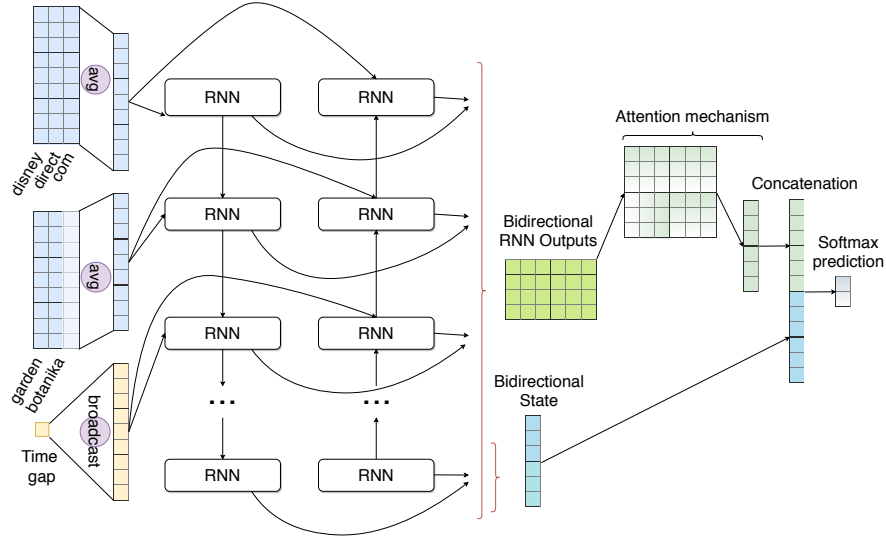 avg
disney
direct
com
avg
garden
botanika
broadcast
Time
gap
RNN
RNN
RNN
RNN
RNN
RNN
...
...
RNN
RNN
Bidirectional
RNN Outputs
Bidirectional
State
Attention mechanism
Concatenation
Softmax
prediction